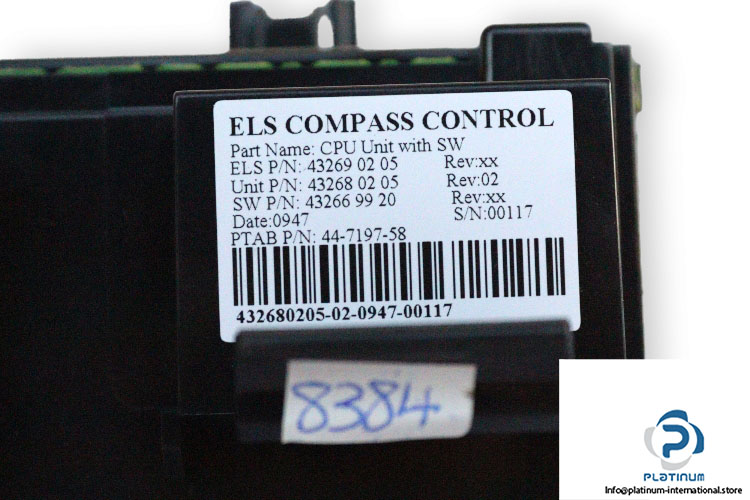 ELS COMPASS CONTROL
Part Name: CPU Unit with SW
ELS P/N: 43269 02 05 Rev:xx
Unit P/N: 43268 02 05 Rev:02
SW P/N: 43266 99 20 Rev:xx
Date:0947 S/N:00117
PTAB P/N: 44-7197-58
432680205-02-0947-00117
8384
PLATINUM
Info@platinum-international.store